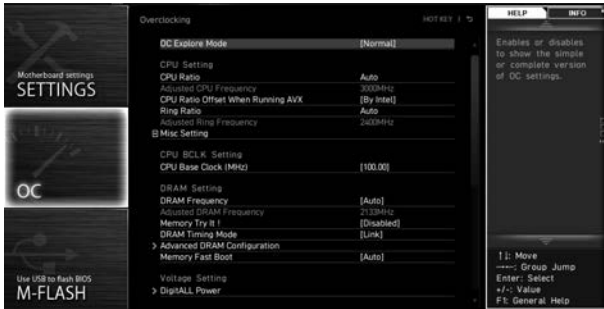 Overclocking
HOT KEY |
HELP
INFO
Motherboard settings
SETTINGS
OC
Use USB to flash BIOS
M-FLASH
OC Explore Mode [Normal]
CPU Setting
CPU Ratio Auto
Adjusted CPU Frequency 3000MHz
CPU Ratio Offset When Running AVX [By Intel]
Ring Ratio Auto
Adjusted Ring Frequency 2400MHz
Misc Setting
CPU BCLK Setting
CPU Base Clock (MHz) [100.00]
DRAM Setting
DRAM Frequency [Auto]
Adjusted DRAM Frequency 2133MHz
Memory Try It ! [Disabled]
DRAM Timing Mode [Link]
> Advanced DRAM Configuration
Memory Fast Boot [Auto]
Voltage Setting
> DigitALL Power
Enables or disables
to show the simple
or complete version
of OC settings.
↑↓: Move
→←: Group Jump
Enter: Select
+/-: Value
F1: General Help